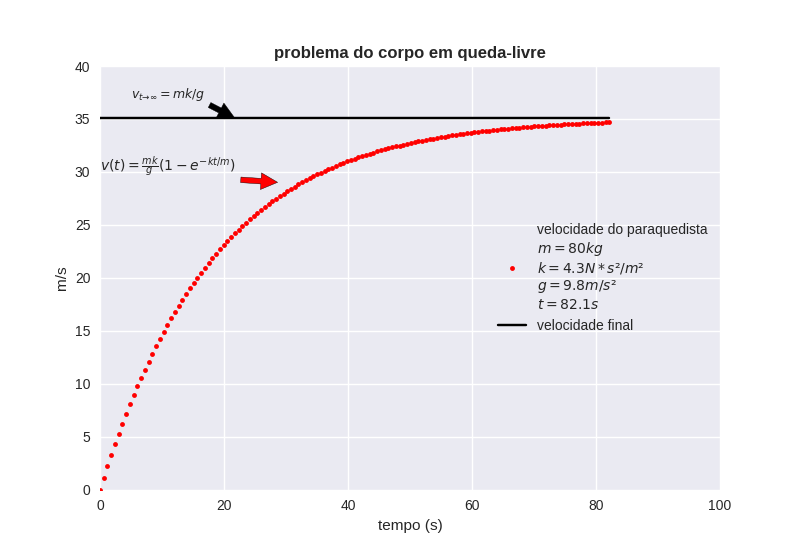 problema do corpo em queda-livre
40
35
30
25
20
15
10
5
0
m/s
v_{t→∞} = mk/g
v(t) = \frac{mk}{g}(1 − e^{−kt/m})
velocidade do paraquedista
m = 80kg
k = 4.3N * s²/m²
g = 9.8m/s²
t = 82.1s
velocidade final
0 20 40 60 80 100
tempo (s)